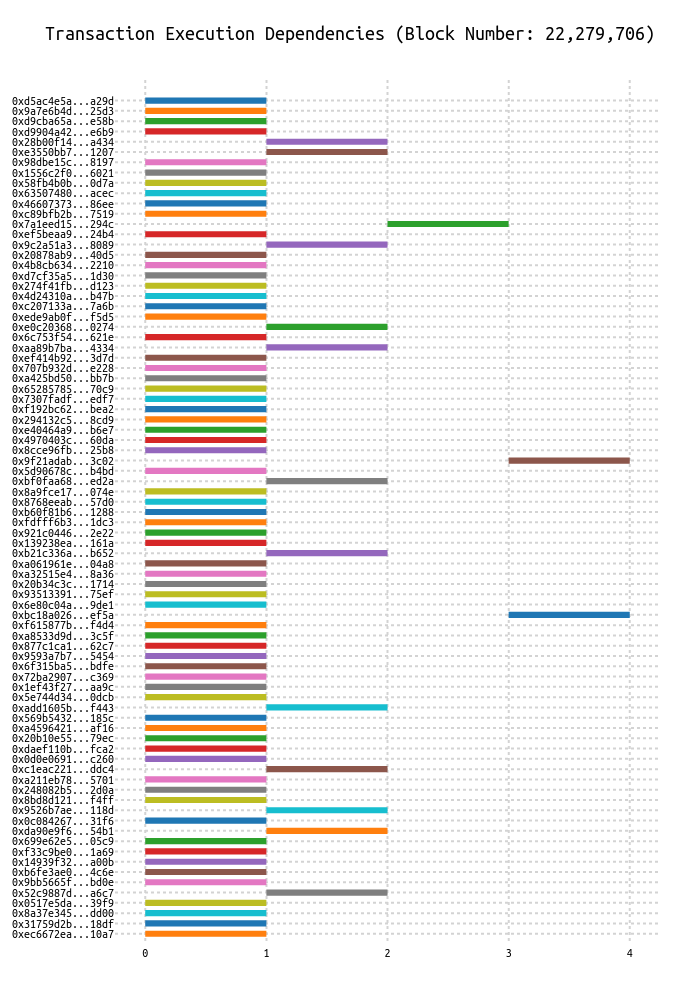 Transaction Execution Dependencies (Block Number: 22,279,706)
0xd5ac4e5a...a29d
0x9a7e6b4d...25d3
0xd9cba65a...e58b
0xd9904a42...e6b9
0x28b00f14...a434
0xe3550bb7...1207
0x98dbe15c...8197
0x1556c2f0...6021
0x58fb4b0b...0d7a
0x63507480...acec
0x46607373...86ee
0xc89bfb2b...7519
0x7a1eed15...294c
0xef5beaa9...24b4
0x9c2a51a3...8089
0x20878ab9...40d5
0x4b8cb634...2210
0xd7cf35a5...1d30
0x274f41fb...d123
0x4d24310a...b47b
0xc207133a...7a6b
0xede9ab0f...f5d5
0xe0c20368...0274
0x6c753f54...621e
0xaa89b7ba...4334
0xef414b92...3d7d
0x707b932d...e228
0xa425bd50...bb7b
0x65285785...70c9
0x7307fadf...edf7
0xf192bc62...bea2
0x294132c5...8cd9
0xe40464a9...b6e7
0x4970403c...60da
0x8cce96fb...25b8
0x9f21adab...3c02
0x5d90678c...b4bd
0xbf0faa68...ed2a
0x8a9fce17...074e
0x8768eeab...57d0
0xb60f81b6...1288
0xfdfff6b3...1dc3
0x921c0446...2e22
0x139238ea...161a
0xb21c336a...b652
0xa061961e...04a8
0xa32515e4...8a36
0x20b34c3c...1714
0x93513391...75ef
0x6e80c04a...9de1
0xbc18a026...ef5a
0xf615877b...f4d4
0xa8533d9d...3c5f
0x877c1ca1...62c7
0x9593a7b7...5454
0x6f315ba5...bdfe
0x72ba2907...c369
0x1ef43f27...aa9c
0x5e744d34...0dcb
0xadd1605b...f443
0x569b5432...185c
0xa4596421...af16
0x20b10e55...79ec
0xdaef110b...fca2
0x0d0e0691...c260
0xc1eac221...ddc4
0xa211eb78...5701
0x248082b5...2d0a
0x8bd8d121...f4ff
0x9526b7ae...118d
0x0c084267...31f6
0xda90e9f6...54b1
0x699e62e5...05c9
0xf33c9be0...1a69
0x14939f32...a00b
0xb6fe3ae0...4c6e
0x9bb5665f...bd0e
0x52c9887d...a6c7
0x0517e5da...39f9
0x8a37e345...dd00
0x31759d2b...18df
0xec6672ea...10a7
0 1 2 3 4